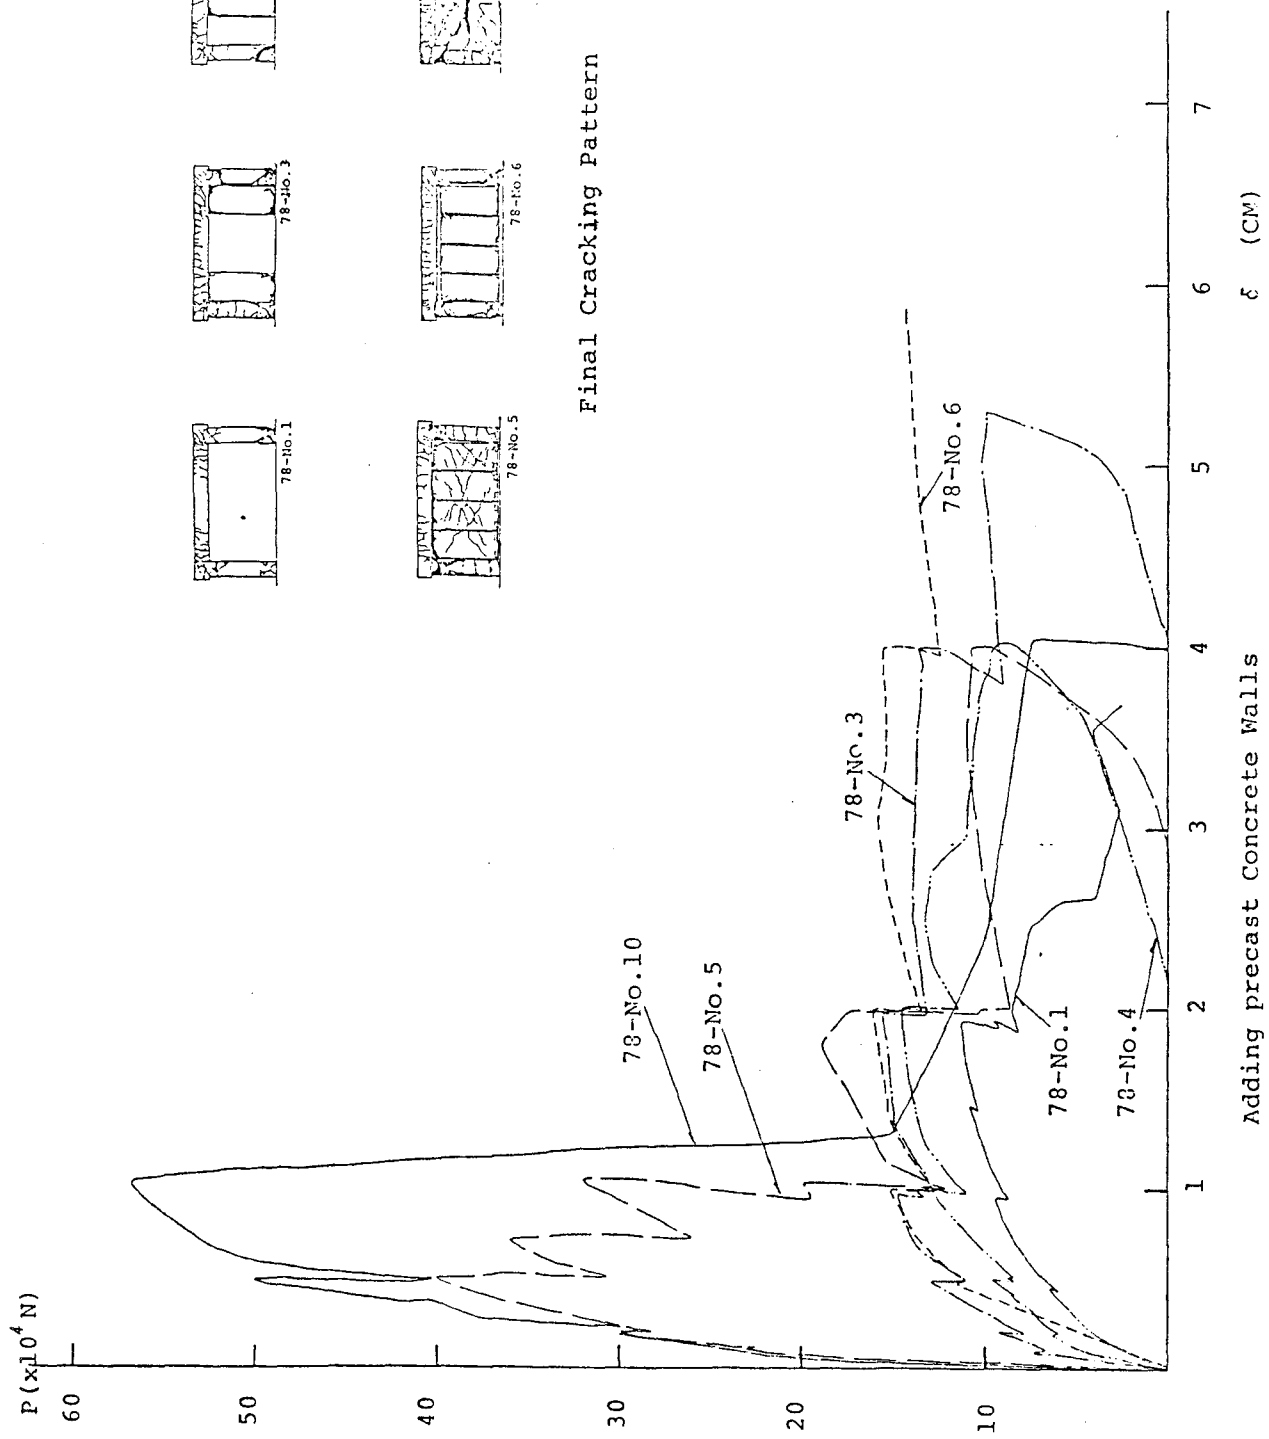 P(x10⁴ N)
60
50
40
30
20
10
1
2
3
4
5
6
7
δ (CM)
78-No.10
78-No.5
78-No.3
78-No.6
78-No.1
78-No.4
78-No.1
78-No.3
78-No.5
78-No.6
Final Cracking Pattern
Adding precast Concrete Walls